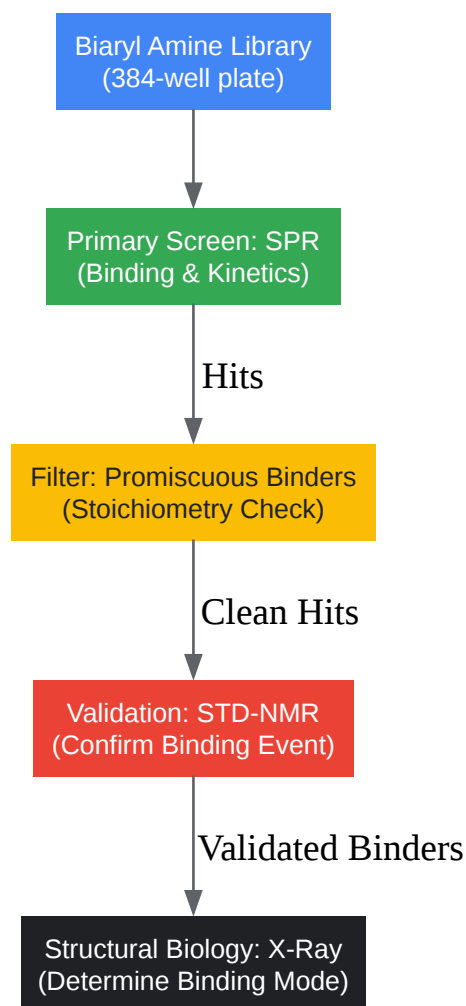 Biaryl Amine Library
(384-well plate)
Primary Screen: SPR
(Binding & Kinetics)
Hits
Filter: Promiscuous Binders
(Stoichiometry Check)
Clean Hits
Validation: STD-NMR
(Confirm Binding Event)
Validated Binders
Structural Biology: X-Ray
(Determine Binding Mode)